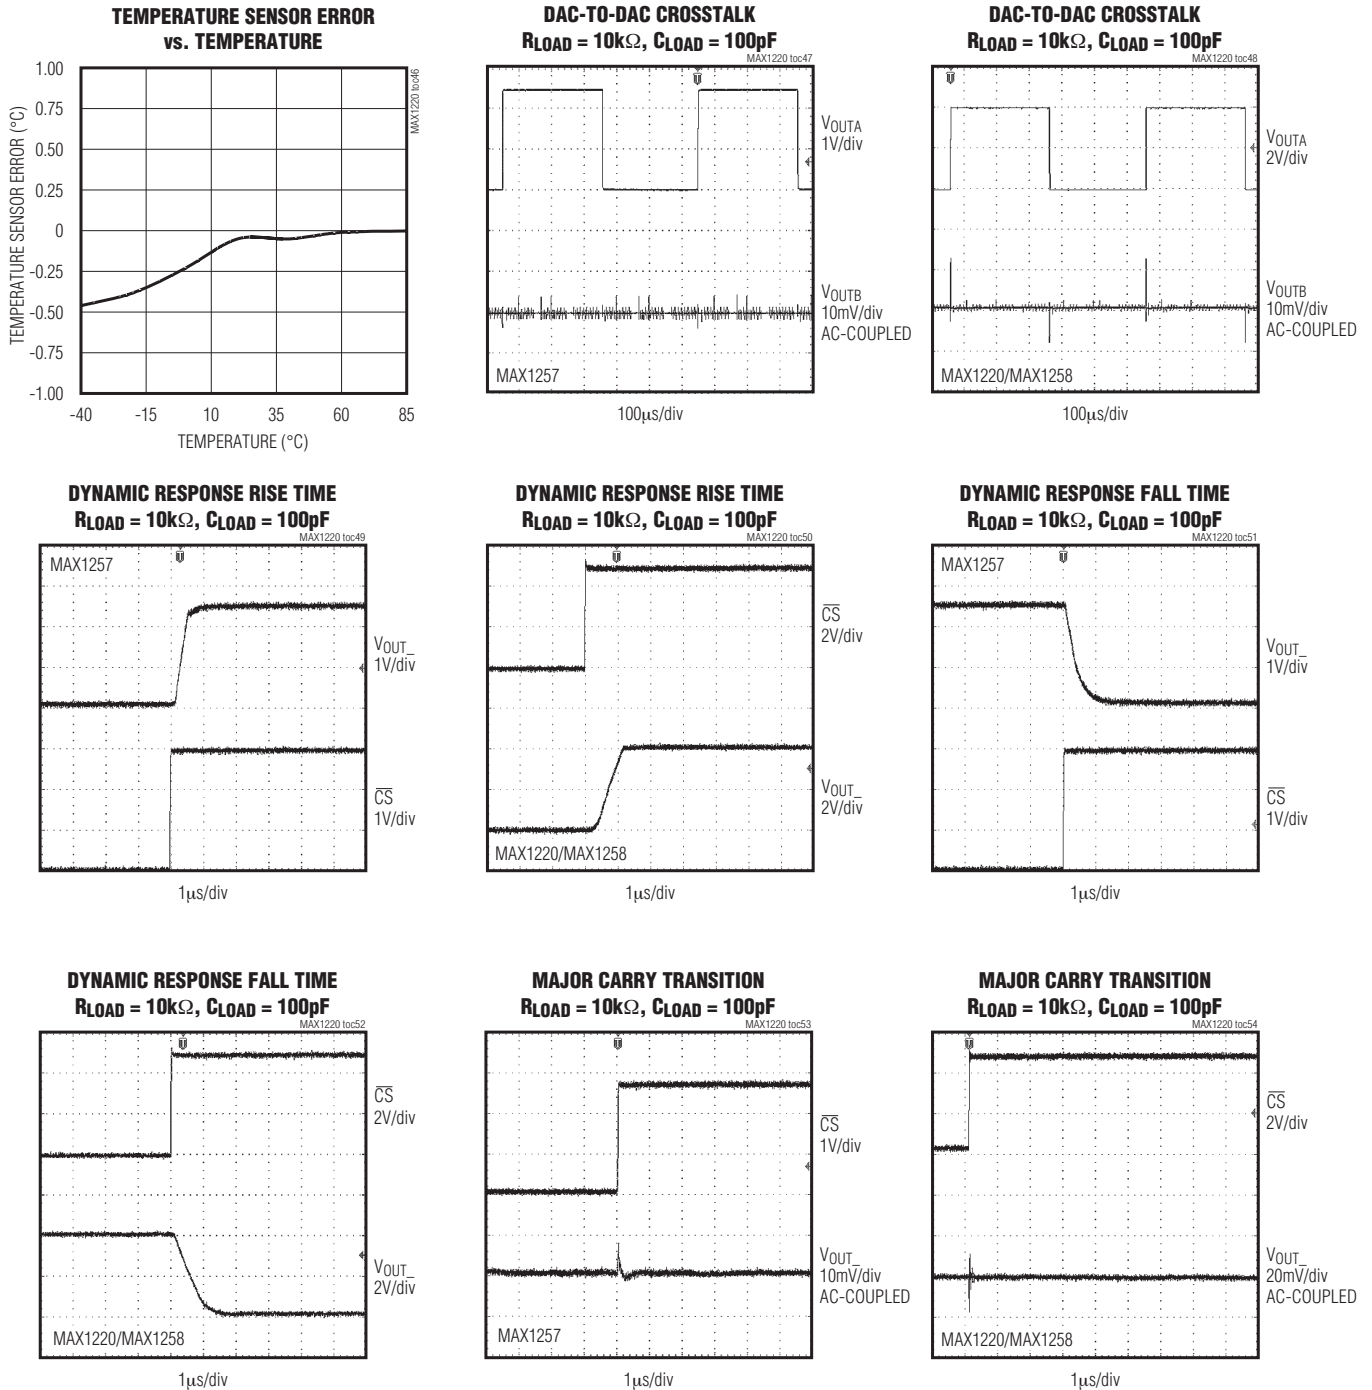 TEMPERATURE SENSOR ERROR
vs. TEMPERATURE
MAX1220 toc46
TEMPERATURE SENSOR ERROR (°C)
1.00
0.75
0.50
0.25
0
-0.25
-0.50
-0.75
-1.00
-40 -15 10 35 60 85
TEMPERATURE (°C)
DAC-TO-DAC CROSSTALK
RLOAD = 10kΩ, CLOAD = 100pF
MAX1220 toc47
VOUTA
1V/div
VOUTB
10mV/div
AC-COUPLED
MAX1257
100µs/div
DAC-TO-DAC CROSSTALK
RLOAD = 10kΩ, CLOAD = 100pF
MAX1220 toc48
VOUTA
2V/div
VOUTB
10mV/div
AC-COUPLED
MAX1220/MAX1258
100µs/div
DYNAMIC RESPONSE RISE TIME
RLOAD = 10kΩ, CLOAD = 100pF
MAX1220 toc49
MAX1257
VOUT_
1V/div
CS
1V/div
1µs/div
DYNAMIC RESPONSE RISE TIME
RLOAD = 10kΩ, CLOAD = 100pF
MAX1220 toc50
CS
2V/div
VOUT_
2V/div
MAX1220/MAX1258
1µs/div
DYNAMIC RESPONSE FALL TIME
RLOAD = 10kΩ, CLOAD = 100pF
MAX1220 toc51
MAX1257
VOUT_
1V/div
CS
1V/div
1µs/div
DYNAMIC RESPONSE FALL TIME
RLOAD = 10kΩ, CLOAD = 100pF
MAX1220 toc52
CS
2V/div
VOUT_
2V/div
MAX1220/MAX1258
1µs/div
MAJOR CARRY TRANSITION
RLOAD = 10kΩ, CLOAD = 100pF
MAX1220 toc53
CS
1V/div
VOUT_
10mV/div
AC-COUPLED
MAX1257
1µs/div
MAJOR CARRY TRANSITION
RLOAD = 10kΩ, CLOAD = 100pF
MAX1220 toc54
CS
2V/div
VOUT_
20mV/div
AC-COUPLED
MAX1220/MAX1258
1µs/div